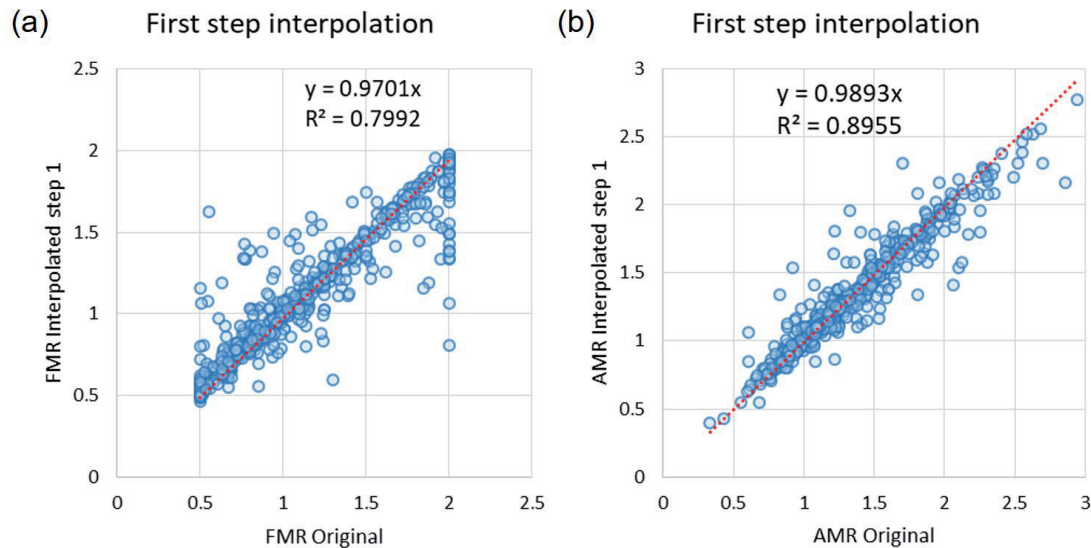 (a)
First step interpolation
y = 0.9701x
R² = 0.7992
FMR Interpolated step 1
2.5
2
1.5
1
0.5
0
0
0.5
1
1.5
2
2.5
FMR Original
(b)
First step interpolation
y = 0.9893x
R² = 0.8955
AMR Interpolated step 1
3
2.5
2
1.5
1
0.5
0
0
0.5
1
1.5
2
2.5
3
AMR Original